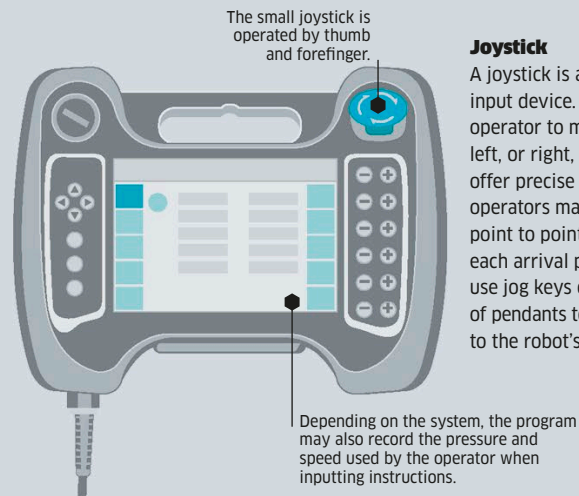 The small joystick is
operated by thumb
and forefinger.
Joystick
A joystick is a
input device.
operator to m
left, or right,
offer precise
operators ma
point to point
each arrival p
use jog keys
of pendants t
to the robot's
Depending on the system, the program
may also record the pressure and
speed used by the operator when
inputting instructions.